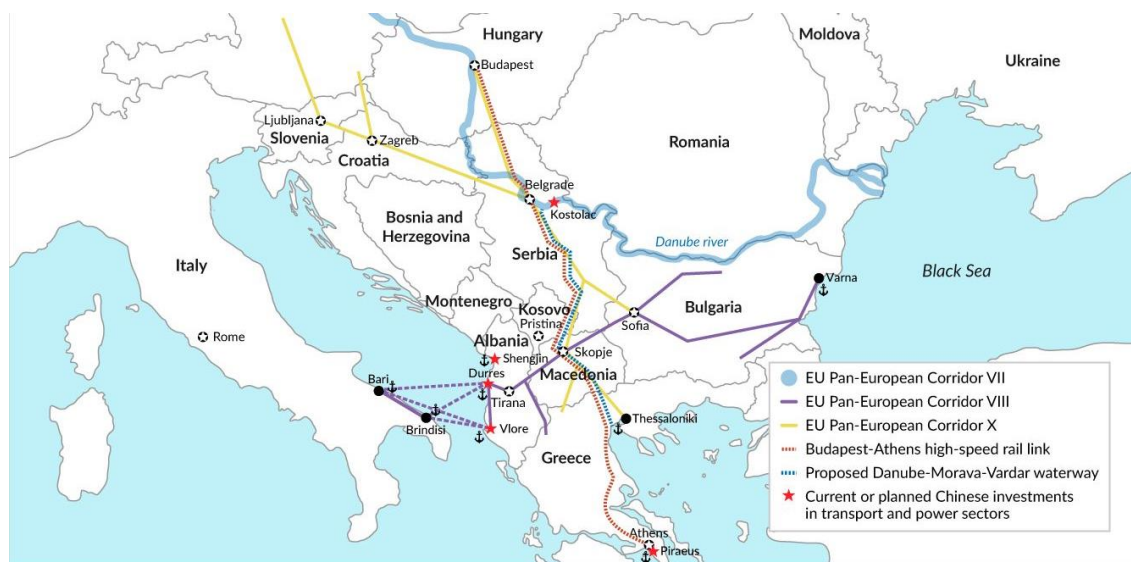 Hungary
Moldova
Ukraine
Budapest
Ljubljana
Slovenia
Zagreb
Croatia
Romania
Belgrade
Kostolac
Bosnia and
Herzegovina
Danube river
Serbia
Italy
Black Sea
Varna
Montenegro
Kosovo
Pristina
Bulgaria
Sofia
Rome
Albania
Shengjin
Skopje
Durres
Macedonia
Bari
Tirana
Brindisi
Vlore
Thessaloniki
Greece
Athens
Piraeus
EU Pan-European Corridor VII
EU Pan-European Corridor VIII
EU Pan-European Corridor X
Budapest-Athens high-speed rail link
Proposed Danube-Morava-Vardar waterway
Current or planned Chinese investments
in transport and power sectors